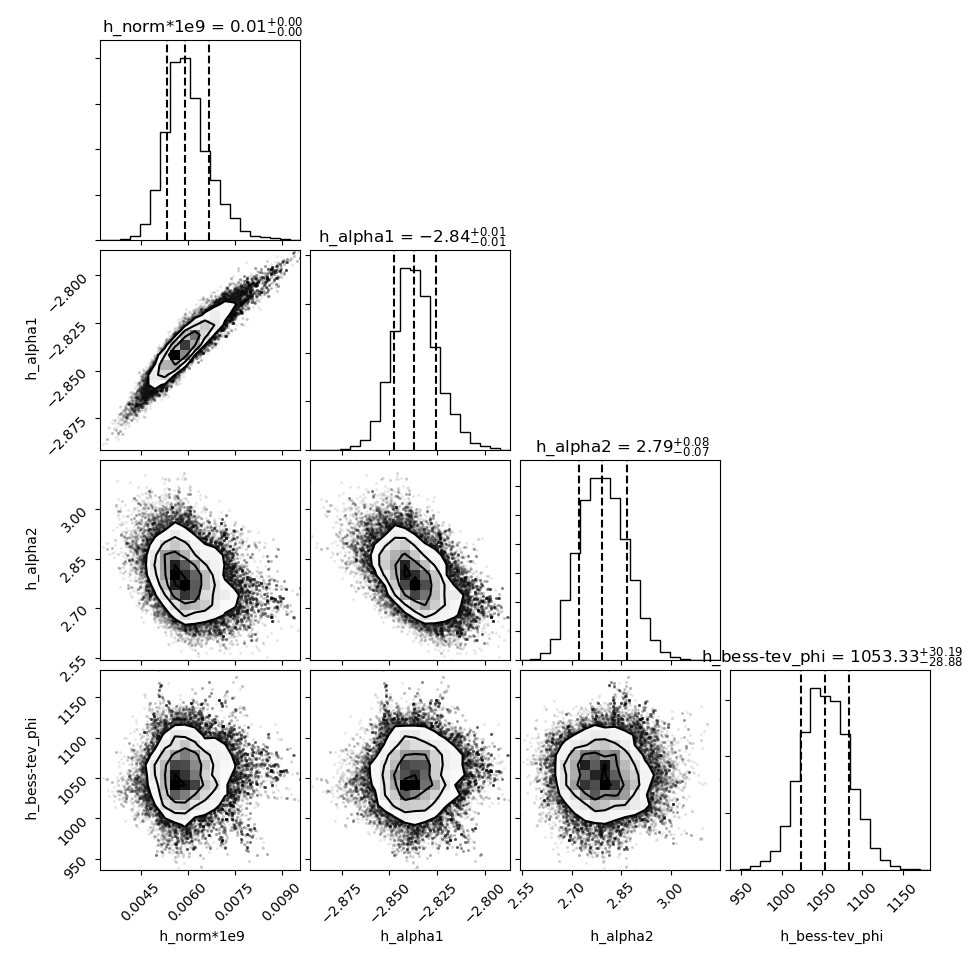 h_norm*1e9 = 0.01+0.00−0.00
h_alpha1 = −2.84+0.01−0.01
−2.800
−2.825
−2.850
−2.875
h_alpha1
h_alpha2 = 2.79+0.08−0.07
3.00
2.85
2.70
2.55
h_alpha2
h_bess-tev_phi = 1053.33+30.19−28.88
1150
1100
1050
1000
950
h_bess-tev_phi
0.0045 0.0060 0.0075 0.0090
−2.875 −2.850 −2.825 −2.800
2.55 2.70 2.85 3.00
950 1000 1050 1100 1150
h_norm*1e9 h_alpha1 h_alpha2 h_bess-tev_phi